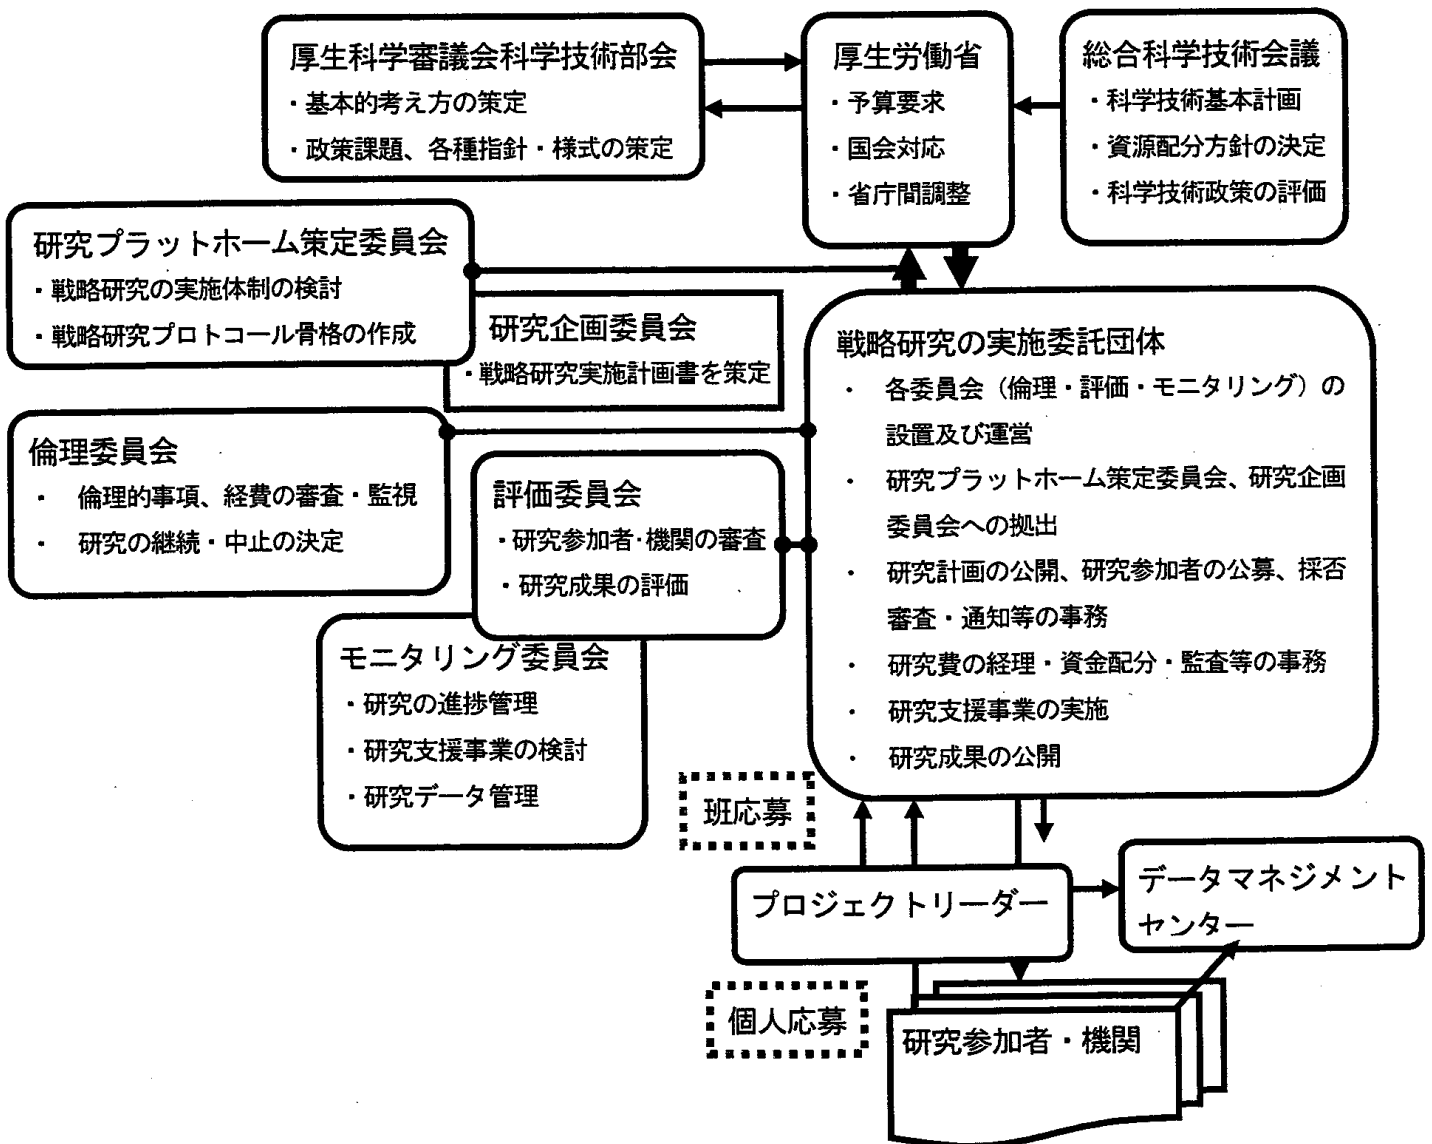 厚生科学審議会科学技術部会
・基本的考え方の策定
・政策課題、各種指針・様式の策定
厚生労働省
・予算要求
・国会対応
・省庁間調整
総合科学技術会議
・科学技術基本計画
・資源配分方針の決定
・科学技術政策の評価
研究プラットホーム策定委員会
・戦略研究の実施体制の検討
・戦略研究プロトコール骨格の作成
研究企画委員会
・戦略研究実施計画書を策定
戦略研究の実施委託団体
・ 各委員会（倫理・評価・モニタリング）の
設置及び運営
・ 研究プラットホーム策定委員会、研究企画
委員会への拠出
・ 研究計画の公開、研究参加者の公募、採否
審査・通知等の事務
・ 研究費の経理・資金配分・監査等の事務
・ 研究支援事業の実施
・ 研究成果の公開
倫理委員会
・ 倫理的事項、経費の審査・監視
・ 研究の継続・中止の決定
評価委員会
・研究参加者・機関の審査
・研究成果の評価
モニタリング委員会
・研究の進捗管理
・研究支援事業の検討
・研究データ管理
班応募
プロジェクトリーダー
データマネジメント
センター
個人応募
研究参加者・機関